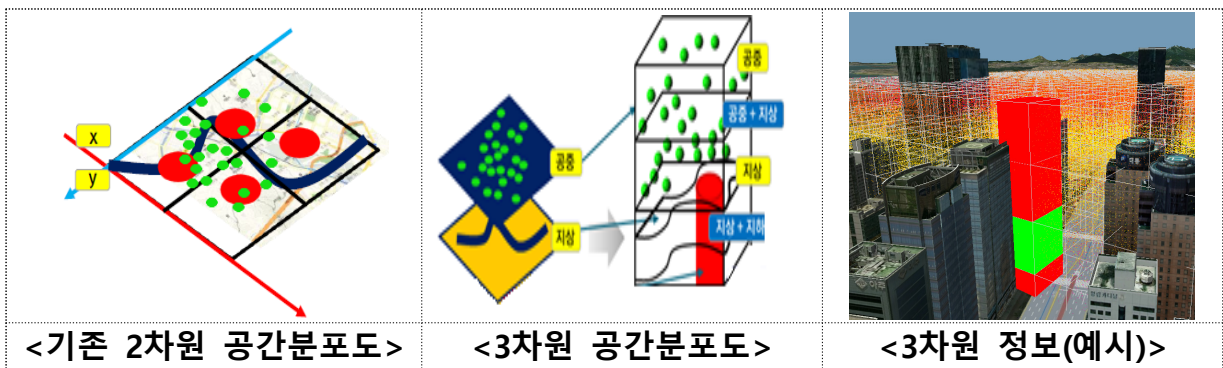 x
y
공중
지상
공중
공중 + 지상
지상
지상 + 지하
<기존 2차원 공간분포도>
<3차원 공간분포도>
<3차원 정보(예시)>